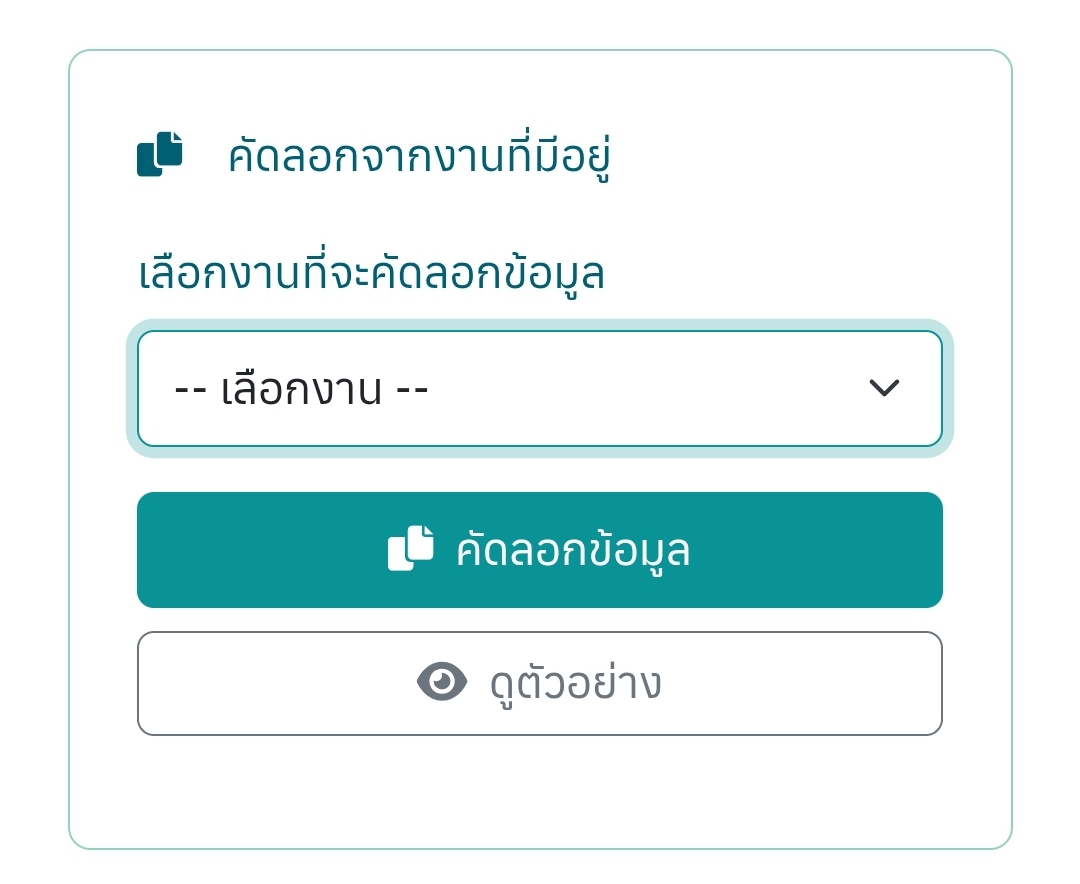 คัดลอกจากงานที่มีอยู่
เลือกงานที่จะคัดลอกข้อมูล
-- เลือกงาน --
คัดลอกข้อมูล
ดูตัวอย่าง